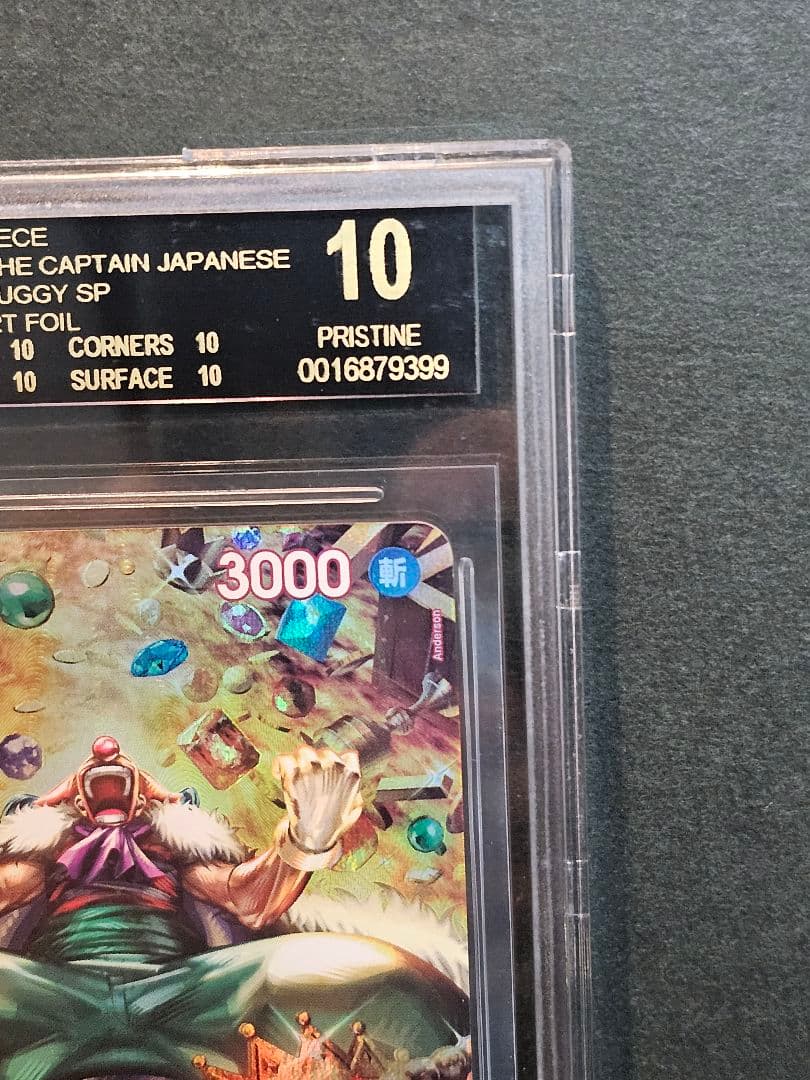 ECE
HE CAPTAIN JAPANESE
UGGY SP
RT FOIL
10 CORNERS 10
10 SURFACE 10
10
PRISTINE
0016879399
3000 斬
Anderson